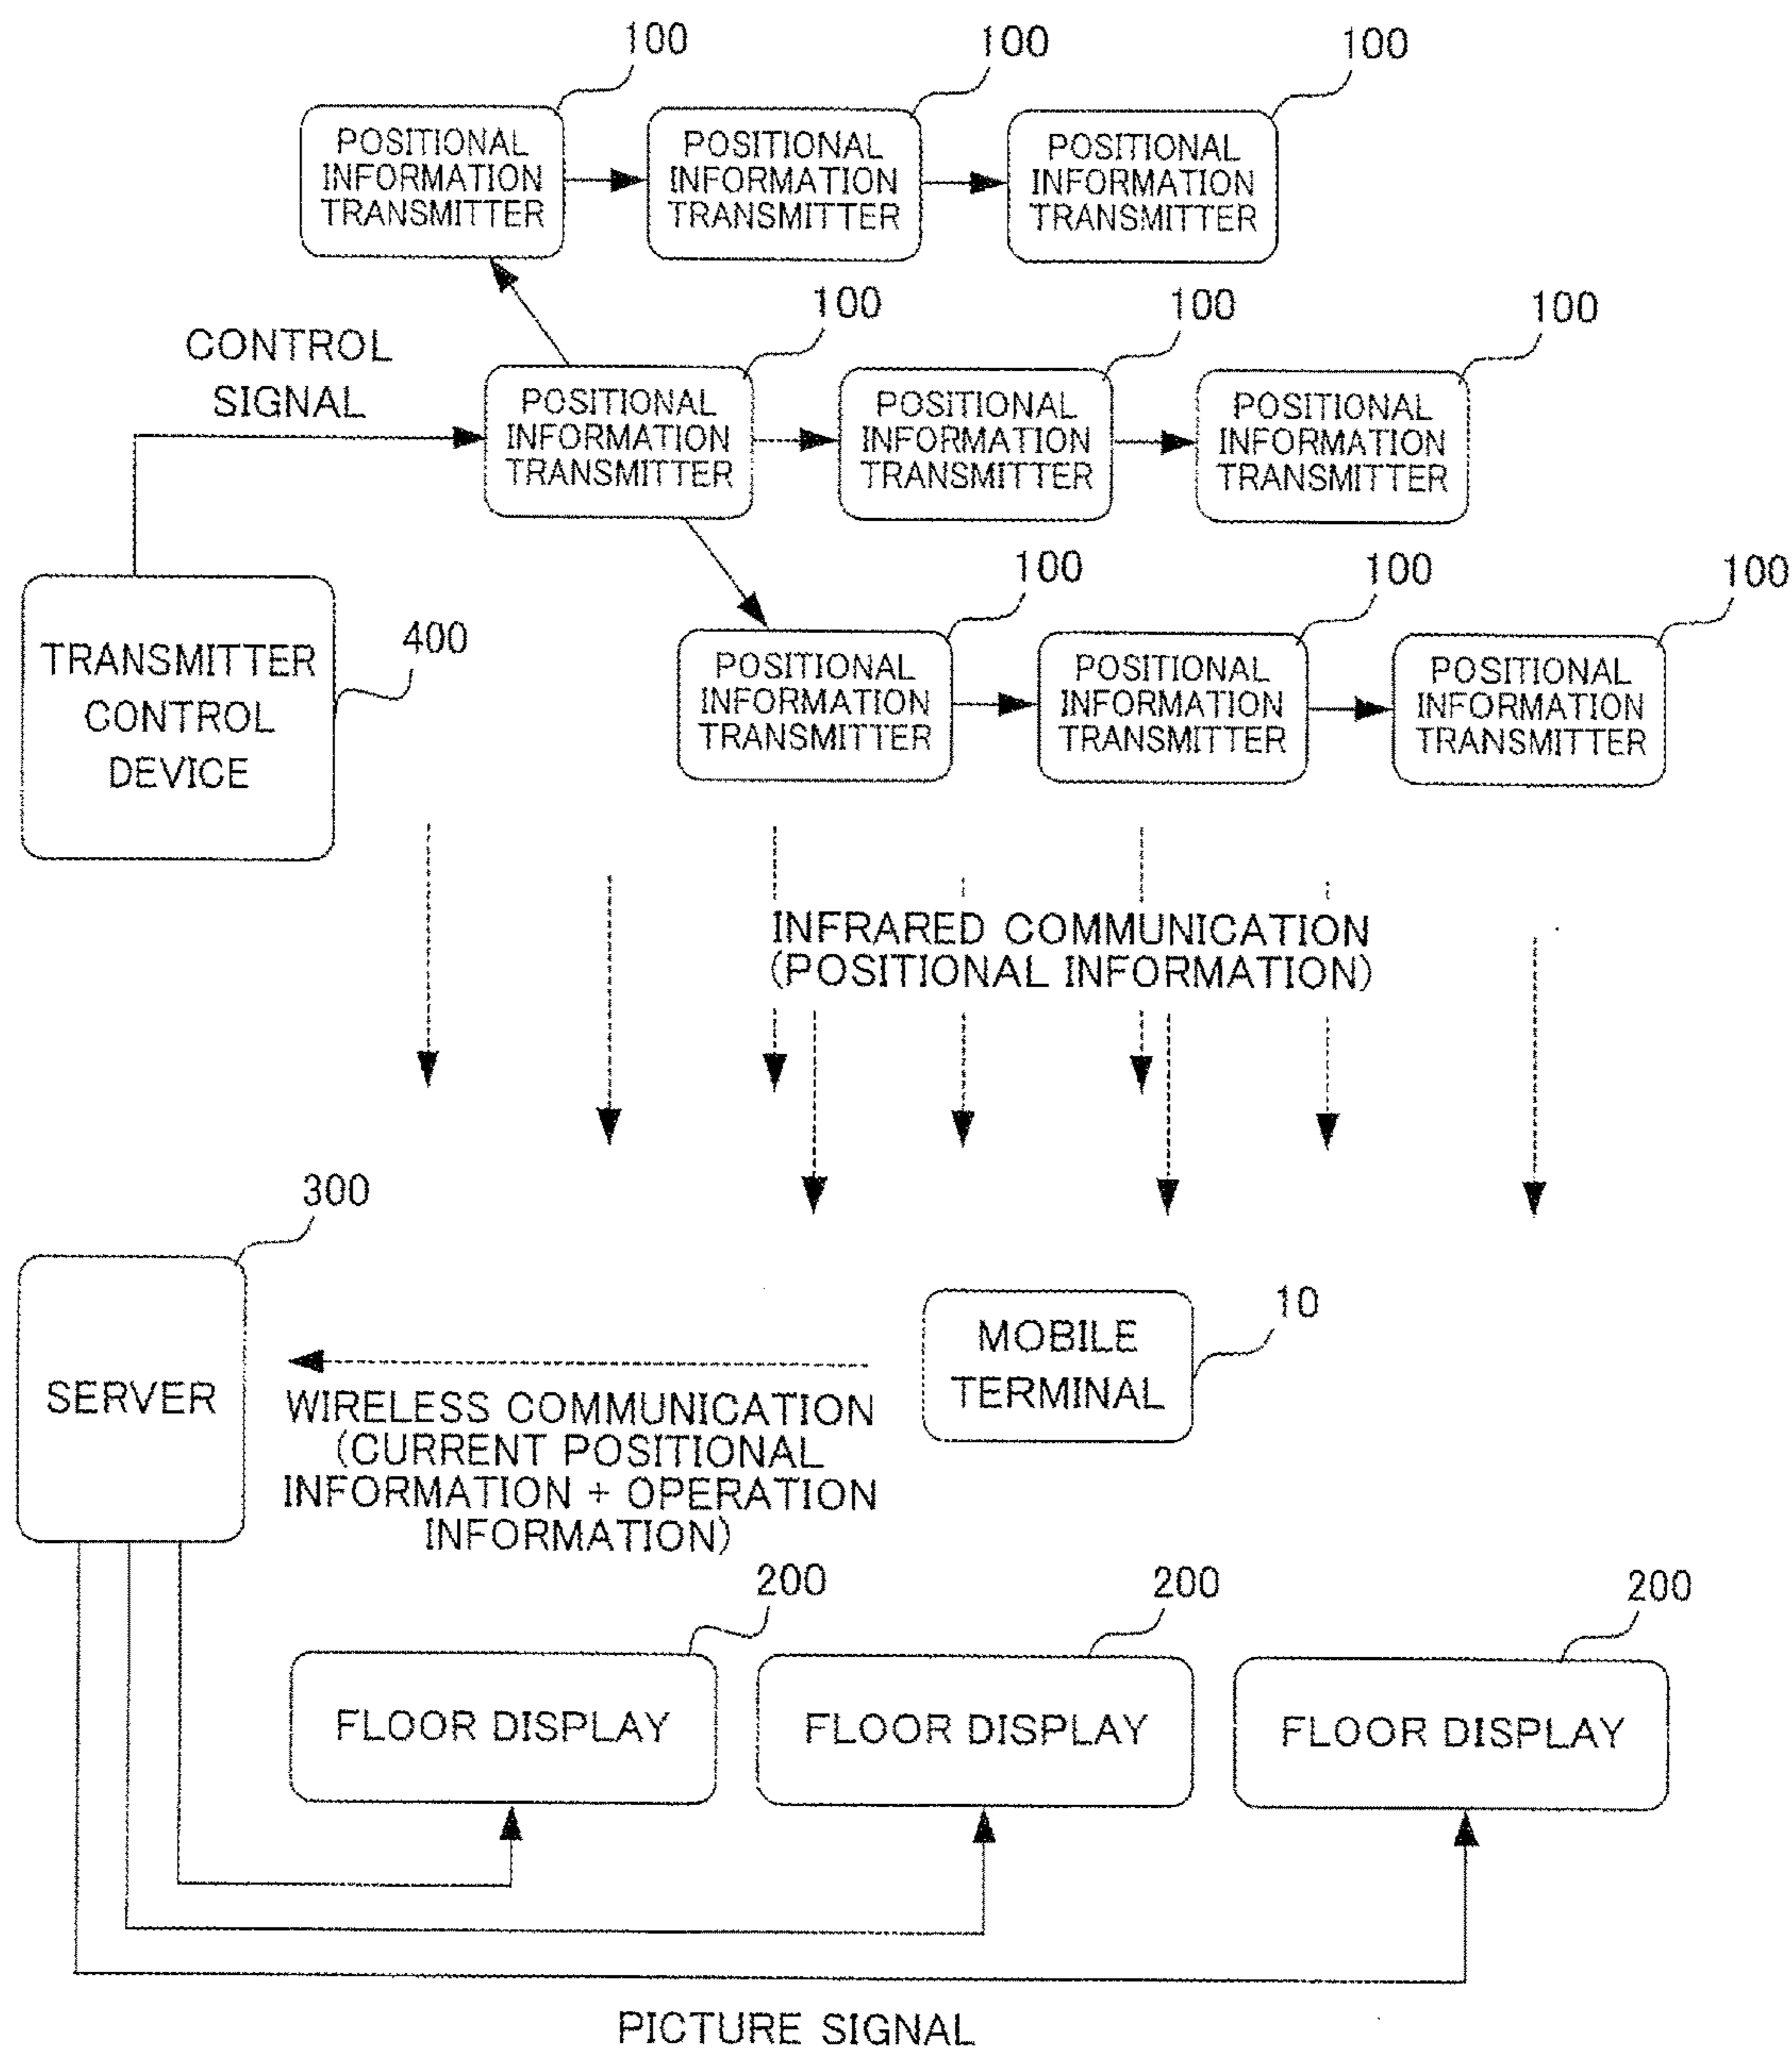 100
100
100
POSITIONAL
INFORMATION
TRANSMITTER
POSITIONAL
INFORMATION
TRANSMITTER
POSITIONAL
INFORMATION
TRANSMITTER
100
100
100
CONTROL
SIGNAL
POSITIONAL
INFORMATION
TRANSMITTER
POSITIONAL
INFORMATION
TRANSMITTER
POSITIONAL
INFORMATION
TRANSMITTER
100
100
100
TRANSMITTER
CONTROL
DEVICE
400
POSITIONAL
INFORMATION
TRANSMITTER
POSITIONAL
INFORMATION
TRANSMITTER
POSITIONAL
INFORMATION
TRANSMITTER
INFRARED COMMUNICATION
(POSITIONAL INFORMATION)
300
SERVER
MOBILE
TERMINAL
10
WIRELESS COMMUNICATION
(CURRENT POSITIONAL
INFORMATION + OPERATION
INFORMATION)
200
200
200
FLOOR DISPLAY
FLOOR DISPLAY
FLOOR DISPLAY
PICTURE SIGNAL